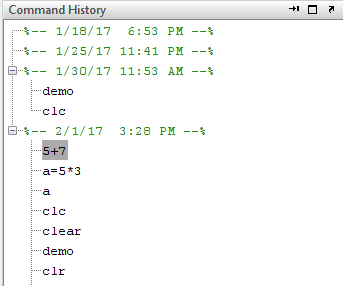 Command History
%-- 1/18/17  6:53 PM --%
%-- 1/25/17 11:41 PM --%
%-- 1/30/17 11:53 AM --%
demo
clc
%-- 2/1/17  3:28 PM --%
5+7
a=5*3
a
clc
clear
demo
clr